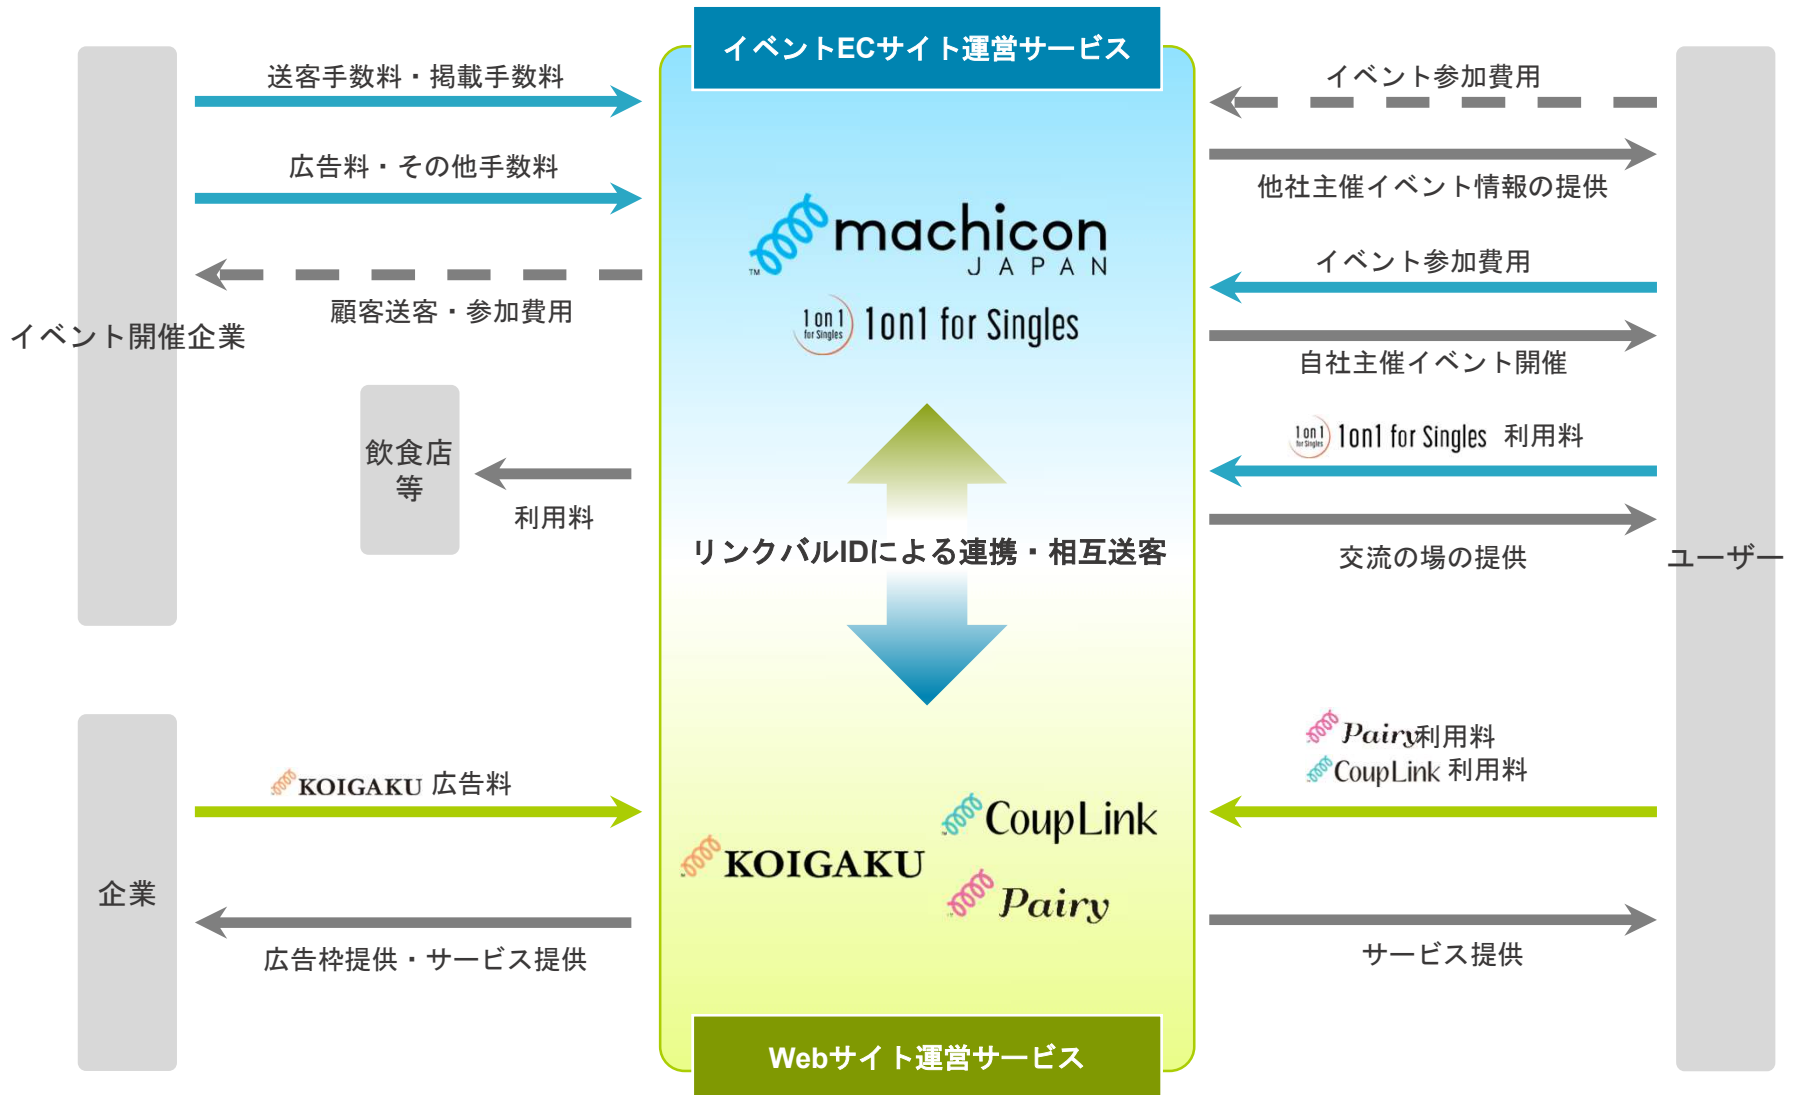 イベントECサイト運営サービス
送客手数料・掲載手数料
広告料・その他手数料
顧客送客・参加費用
イベント開催企業
飲食店
等
利用料
machicon
JAPAN
TM
1on1
for Singles
1on1 for Singles
リンクバルIDによる連携・相互送客
イベント参加費用
他社主催イベント情報の提供
イベント参加費用
自社主催イベント開催
1on1
for Singles
1on1 for Singles 利用料
交流の場の提供
ユーザー
企業
KOIGAKU 広告料
広告枠提供・サービス提供
CoupLink
KOIGAKU
Pairy
Pairy利用料
CoupLink 利用料
サービス提供
Webサイト運営サービス